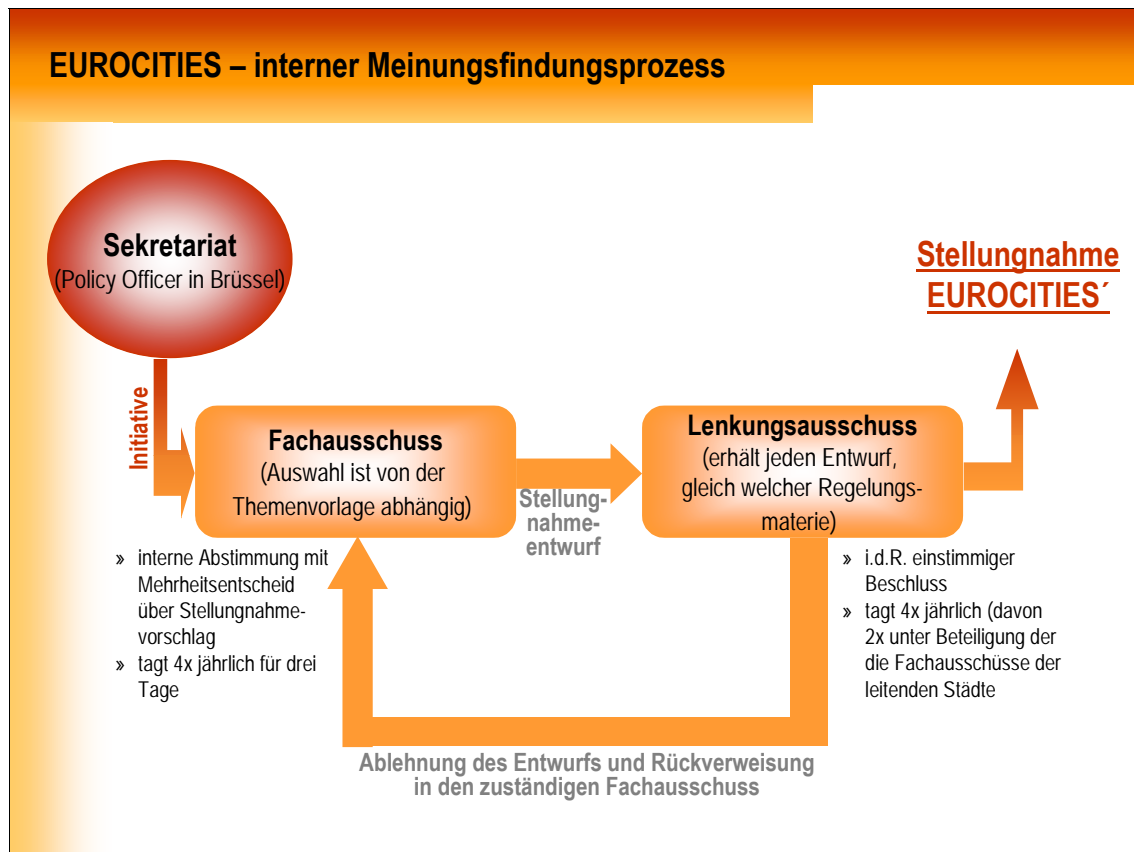 EUROCITIES – interner Meinungsfindungsprozess
Sekretariat
(Policy Officer in Brüssel)
Initiative
Fachausschuss
(Auswahl ist von der
Themenvorlage abhängig)
» interne Abstimmung mit
Mehrheitsentscheid
über Stellungnahme-
vorschlag
» tagt 4x jährlich für drei
Tage
Stellung-
nahme-
entwurf
Lenkungsausschuss
(erhält jeden Entwurf,
gleich welcher Regelungs-
materie)
» i.d.R. einstimmiger
Beschluss
» tagt 4x jährlich (davon
2x unter Beteiligung der
die Fachausschüsse der
leitenden Städte
Stellungnahme
EUROCITIES´
Ablehnung des Entwurfs und Rückverweisung
in den zuständigen Fachausschuss